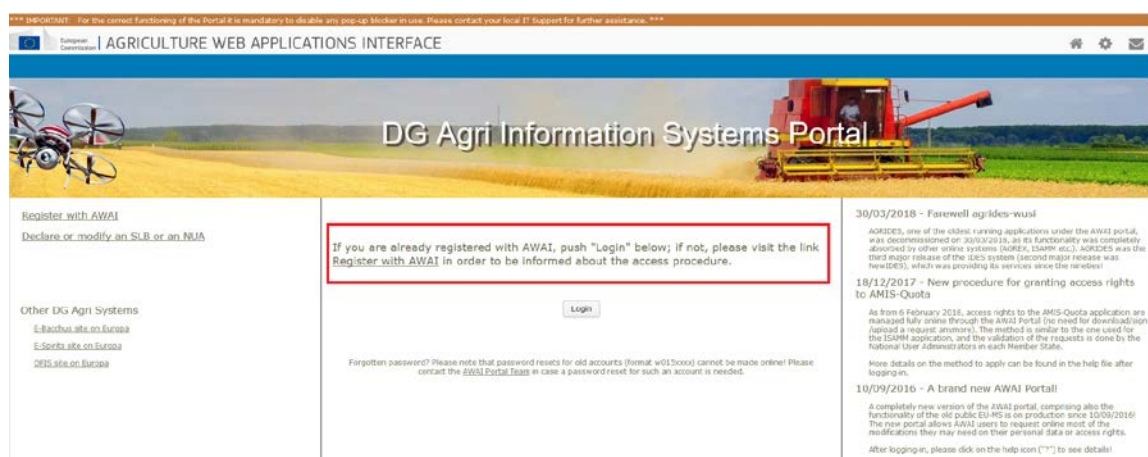 *** IMPORTANT: For the correct functioning of the Portal it is mandatory to disable any pop-up blocker in use. Please contact your local IT Support for further assistance. ***
European
Commission
AGRICULTURE WEB APPLICATIONS INTERFACE
DG Agri Information Systems Portal
Register with AWAI
Declare or modify an SLB or an NUA
Other DG Agri Systems
E-Bacchus site on Europa
E-Spirits site on Europa
OFIS site on Europa
If you are already registered with AWAI, push "Login" below; if not, please visit the link
Register with AWAI in order to be informed about the access procedure.
Login
Forgotten password? Please note that password resets for old accounts (format w015xxxx) cannot be made online! Please
contact the AWAI Portal Team in case a password reset for such an account is needed.
30/03/2018 - Farewell agrides-wusi
AGRIDES, one of the oldest running applications under the AWAI portal,
was decommissioned on 30/03/2018, as its functionality was completely
absorbed by other online systems (AGREX, ISAMM etc.). AGRIDES was the
third major release of the IDES system (second major release was
NewIDES), which was providing its services since the nineties!
18/12/2017 - New procedure for granting access rights
to AMIS-Quota
As from 6 February 2018, access rights to the AMIS-Quota application are
managed fully online through the AWAI Portal (no need for download/sign
/upload a request anymore). The method is similar to the one used for
the ISAMM application, and the validation of the requests is done by the
National User Administrators in each Member State.
More details on the method to apply can be found in the help file after
logging-in.
10/09/2016 - A brand new AWAI Portal!
A completely new version of the AWAI portal, comprising also the
functionality of the old public EU-MS is on production since 10/09/2016!
The new portal allows AWAI users to request online most of the
modifications they may need on their personal data or access rights.
After logging-in, please click on the help icon ("?") to see details!